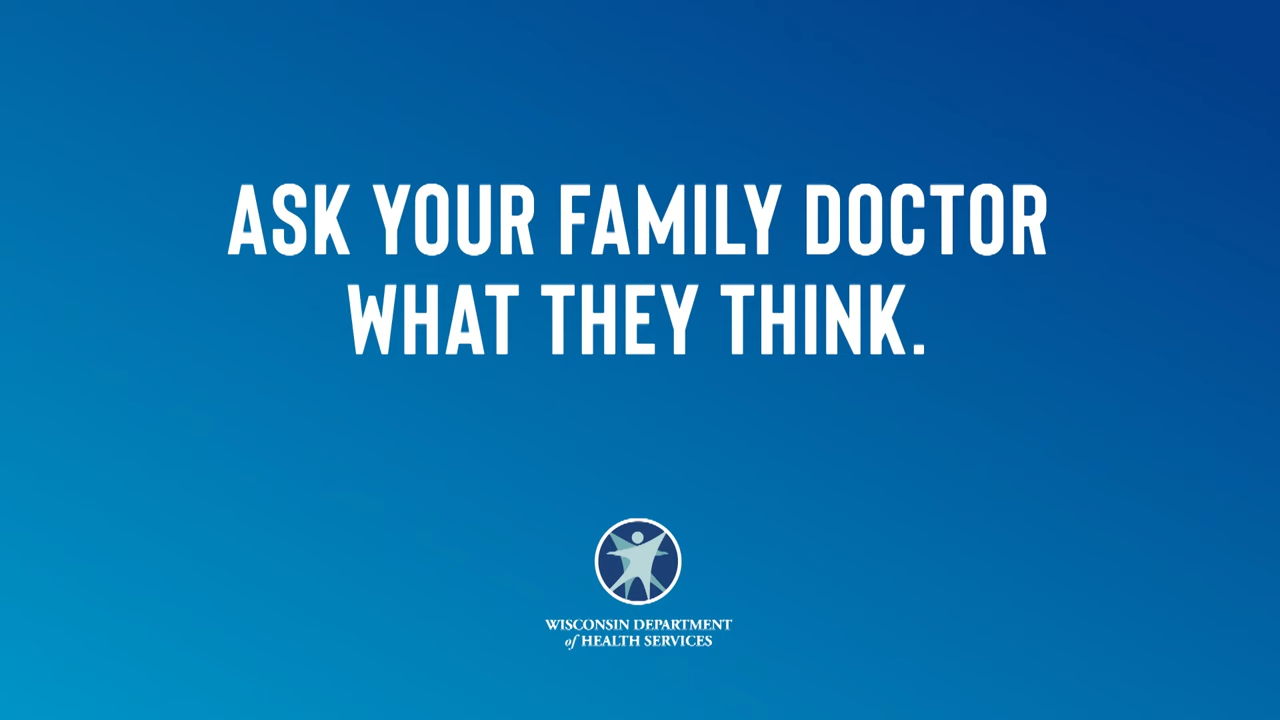 ASK YOUR FAMILY DOCTOR
WHAT THEY THINK.
WISCONSIN DEPARTMENT
of HEALTH SERVICES